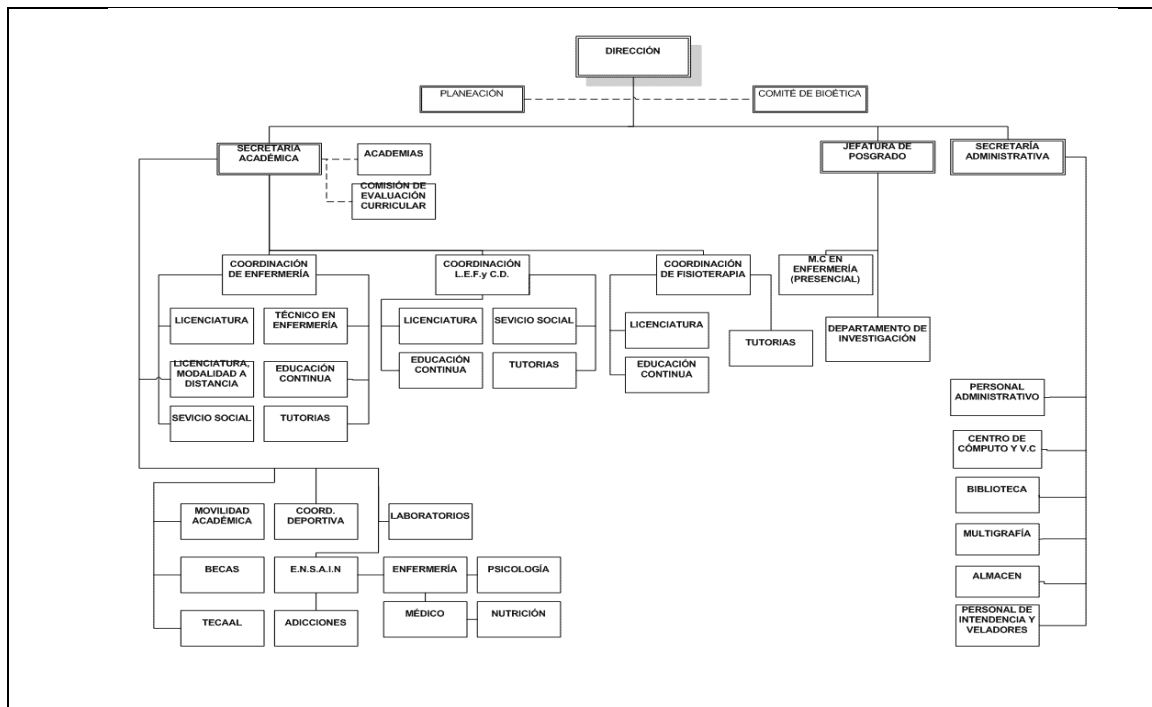 DIRECCIÓN
PLANEACIÓN
COMITÉ DE BIOÉTICA
SECRETARIA
ACADÉMICA
ACADEMIAS
COMISIÓN DE
EVALUACIÓN
CURRICULAR
JEFATURA DE
POSGRADO
SECRETARÍA
ADMINISTRATIVA
COORDINACIÓN
DE ENFERMERÍA
COORDINACIÓN
L.E.F.y C.D.
COORDINACIÓN
DE FISIOTERAPIA
M.C EN
ENFERMERÍA
(PRESENCIAL)
LICENCIATURA
TÉCNICO EN
ENFERMERÍA
LICENCIATURA,
MODALIDAD A
DISTANCIA
EDUCACIÓN
CONTINUA
SEVICIO SOCIAL
TUTORIAS
LICENCIATURA
SEVICIO SOCIAL
EDUCACIÓN
CONTINUA
TUTORIAS
LICENCIATURA
EDUCACIÓN
CONTINUA
TUTORIAS
DEPARTAMENTO DE
INVESTIGACIÓN
PERSONAL
ADMINISTRATIVO
CENTRO DE
CÓMPUTO Y V.C
BIBLIOTECA
MULTIGRAFÍA
ALMACEN
PERSONAL DE
INTENDENCIA Y
VELADORES
MOVILIDAD
ACADÉMICA
COORD.
DEPORTIVA
LABORATORIOS
BECAS
E.N.S.A.I.N
ENFERMERÍA
PSICOLOGÍA
TECAAL
ADICCIONES
MÉDICO
NUTRICIÓN